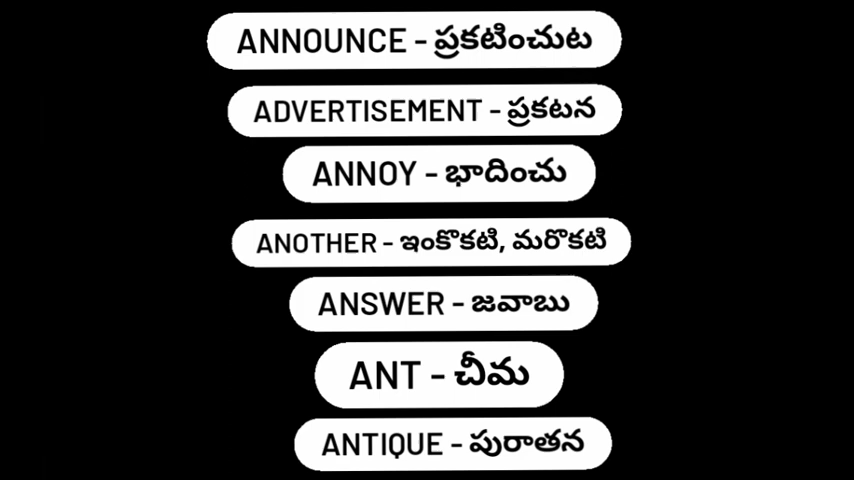 ANNOUNCE - ప్రకటించుట
ADVERTISEMENT - ప్రకటన
ANNOY - భాదించు
ANOTHER - ఇంకొకటి, మరొకటి
ANSWER - జవాబు
ANT - చీమ
ANTIQUE - పురాతన